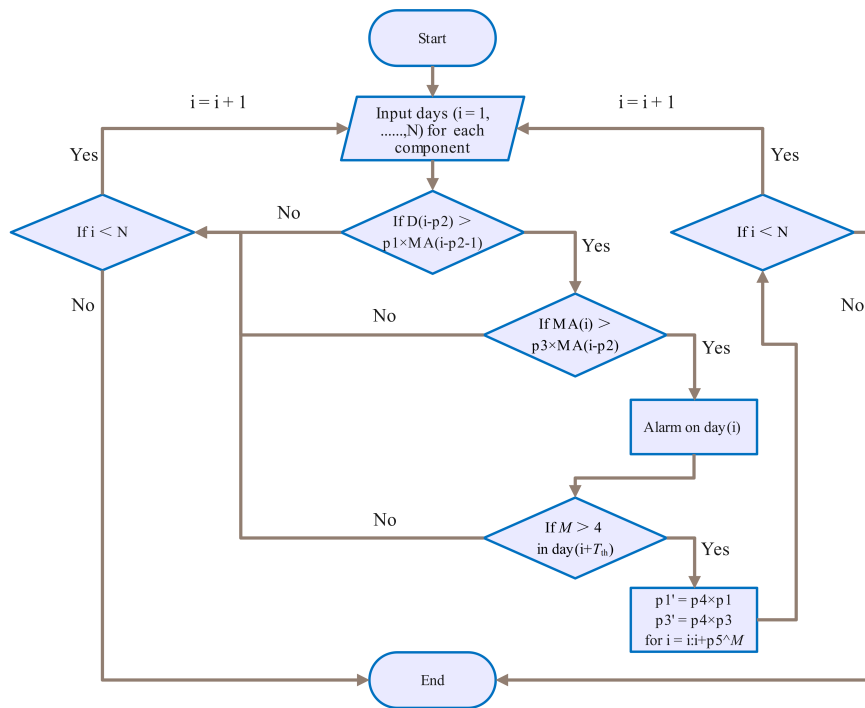 Start
i = i + 1
i = i + 1
Input days (i = 1,
......,N) for each
component
Yes
Yes
If i < N
No
If D(i-p2) >
p1×MA(i-p2-1)
If i < N
Yes
No
No
No
If MA(i) >
p3×MA(i-p2)
Yes
Alarm on day(i)
No
If M > 4
in day(i+Tth)
Yes
p1' = p4×p1
p3' = p4×p3
for i = i:i+p5^M
End